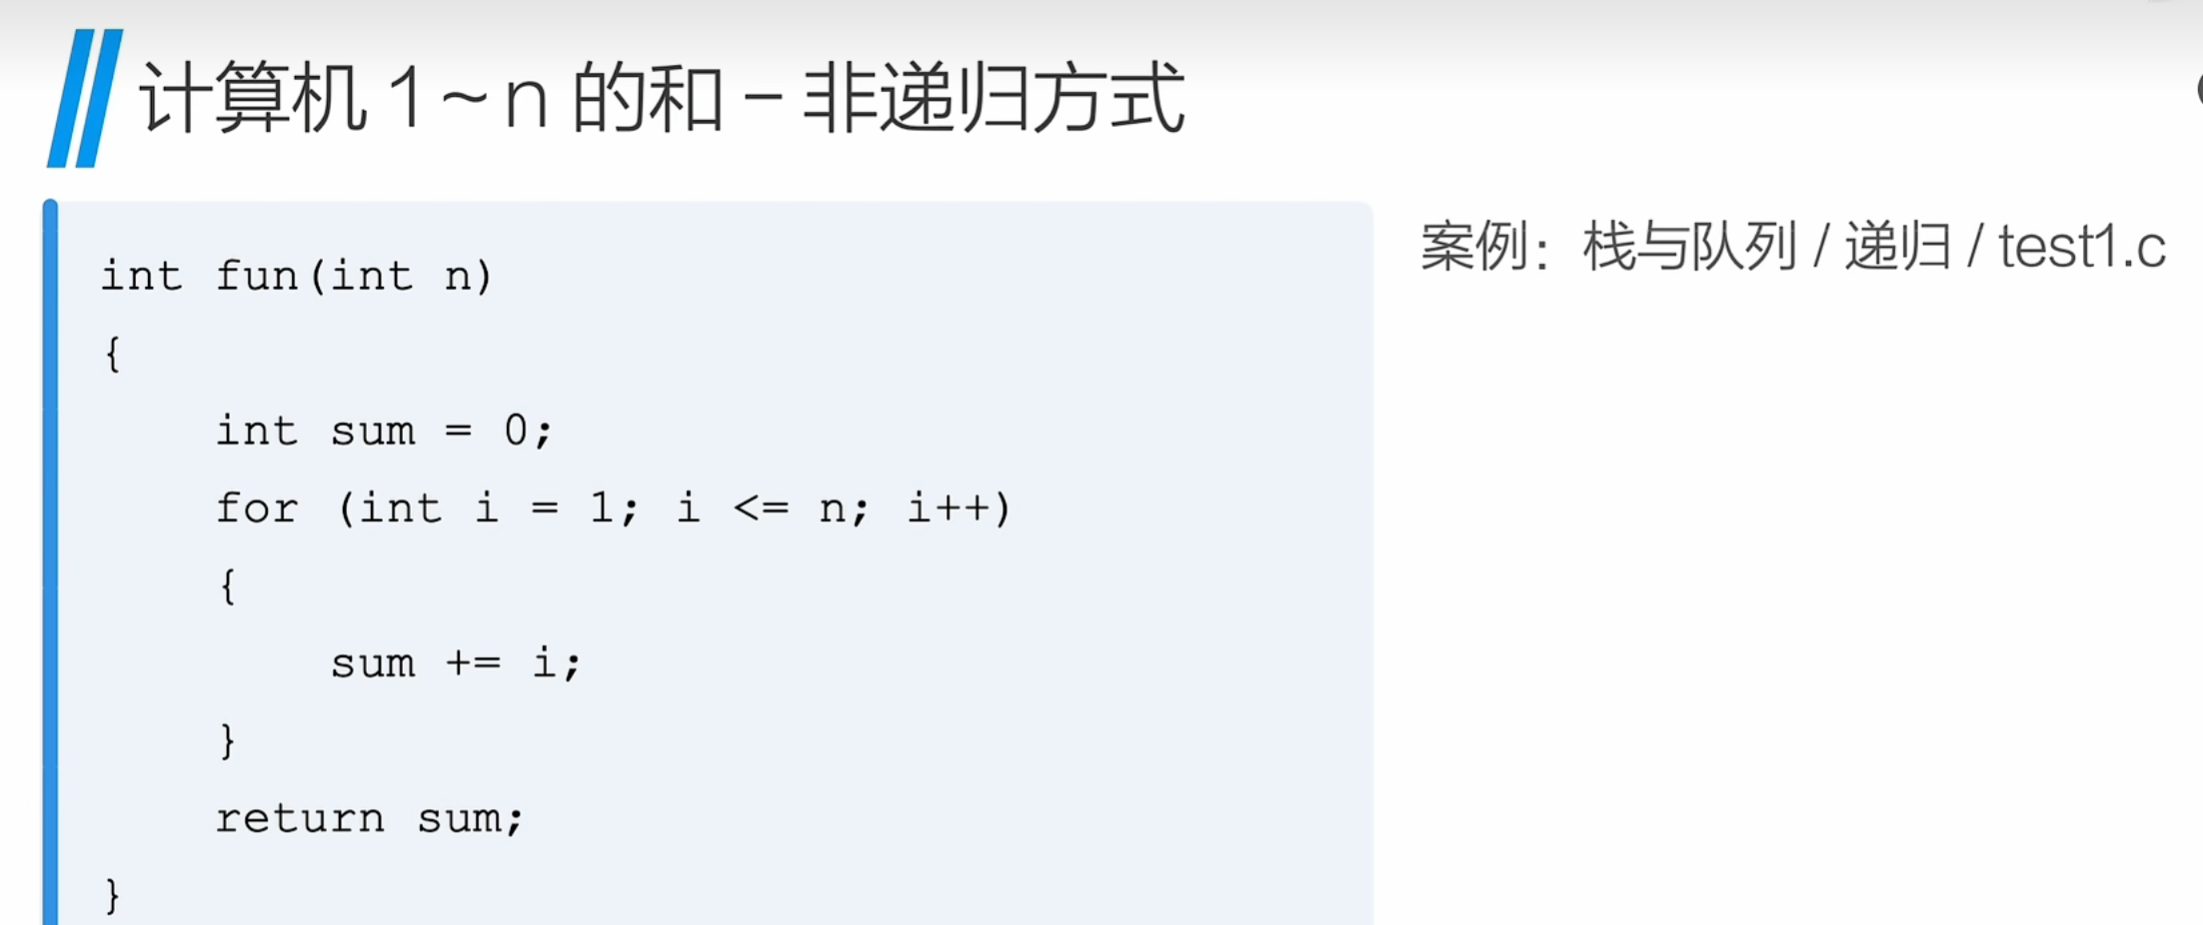 计算机 1 ~ n 的和 – 非递归方式
int fun(int n)
{
    int sum = 0;
    for (int i = 1; i <= n; i++)
    {
        sum += i;
    }
    return sum;
}
案例：栈与队列 / 递归 / test1.c